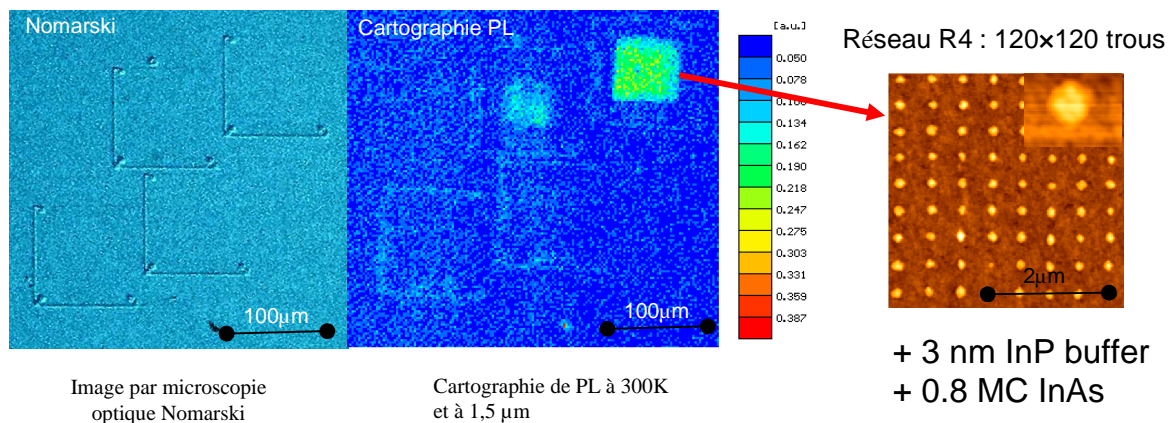 Nomarski
100µm
Image par microscopie
optique Nomarski
Cartographie PL
100µm
Cartographie de PL à 300K
et à 1,5 µm
[a.u.]
0.050
0.078
0.106
0.134
0.162
0.190
0.218
0.247
0.275
0.303
0.331
0.359
0.387
Réseau R4 : 120×120 trous
2µm
+ 3 nm InP buffer
+ 0.8 MC InAs